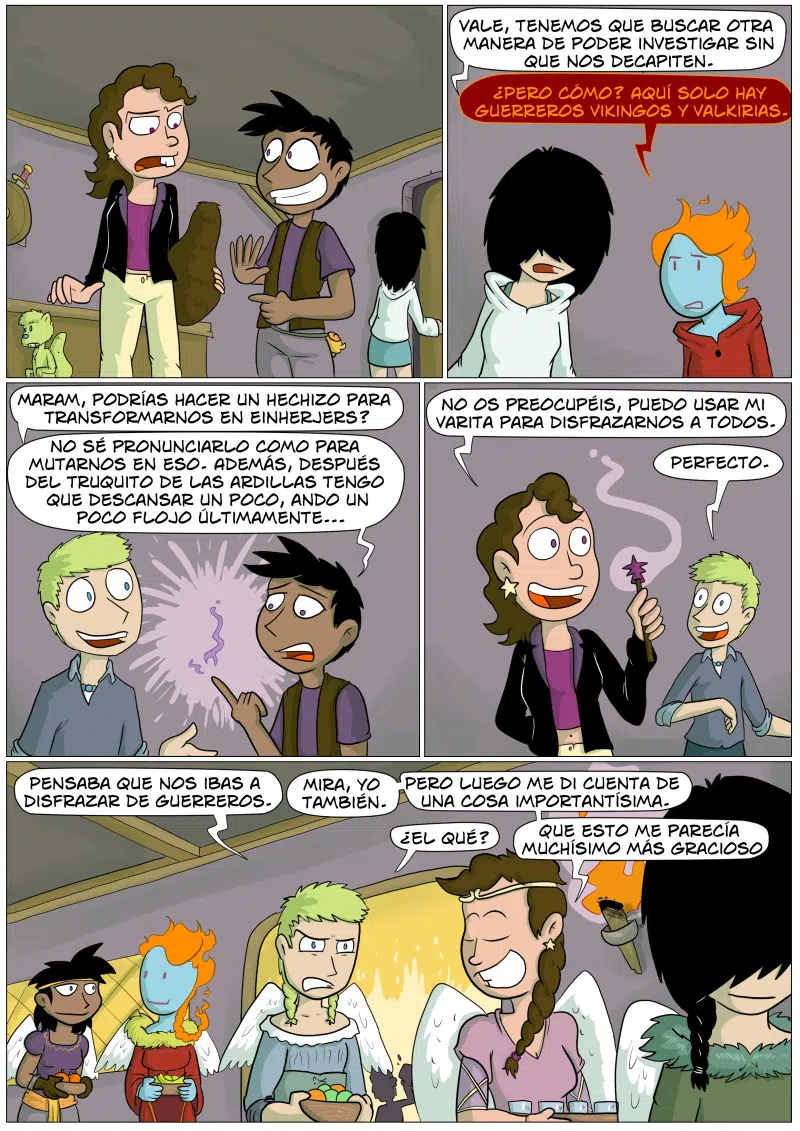 VALE, TENEMOS QUE BUSCAR OTRA
MANERA DE PODER INVESTIGAR SIN
QUE NOS DECAPITEN.
¿PERO CÓMO? AQUÍ SOLO HAY
GUERREROS VIKINGOS Y VALKIRIAS.
MARAM, PODRÍAS HACER UN HECHIZO PARA
TRANSFORMARNOS EN EINHERJERS?
NO SÉ PRONUNCIARLO COMO PARA
MUTARNOS EN ESO. ADEMÁS, DESPUÉS
DEL TRUQUITO DE LAS ARDILLAS TENGO
QUE DESCANSAR UN POCO, ANDO UN
POCO FLOJO ÚLTIMAMENTE...
NO OS PREOCUPÉIS, PUEDO USAR MI
VARITA PARA DISFRAZARNOS A TODOS.
PERFECTO.
PENSABA QUE NOS IBAS A
DISFRAZAR DE GUERREROS.
MIRA, YO
TAMBIÉN.
PERO LUEGO ME DI CUENTA DE
UNA COSA IMPORTANTÍSIMA.
¿EL QUÉ?
QUE ESTO ME PARECÍA
MUCHÍSIMO MÁS GRACIOSO